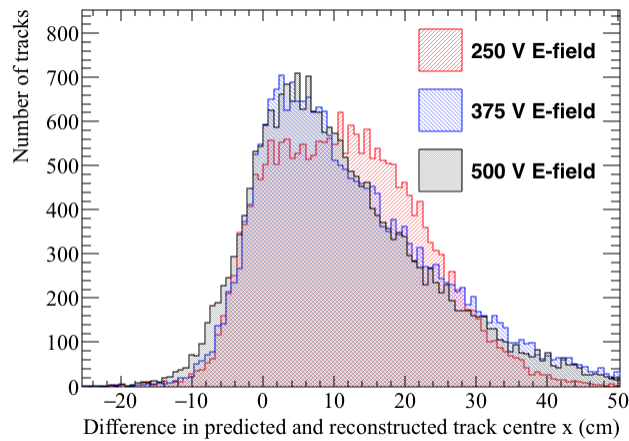 Number of tracks
800
700
600
500
400
300
200
100
0
250 V E-field
375 V E-field
500 V E-field
−20 −10 0 10 20 30 40 50
Difference in predicted and reconstructed track centre x (cm)